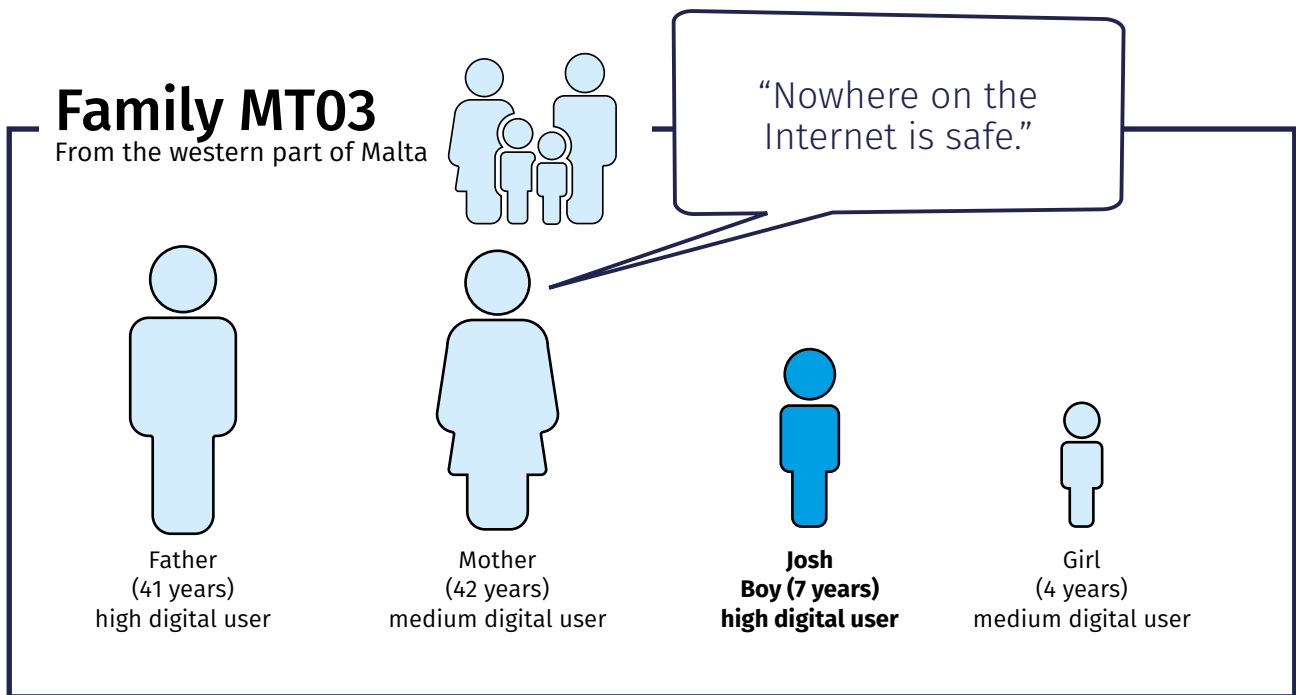 Family MT03
From the western part of Malta
“Nowhere on the
Internet is safe.”
Father
(41 years)
high digital user
Mother
(42 years)
medium digital user
Josh
Boy (7 years)
high digital user
Girl
(4 years)
medium digital user